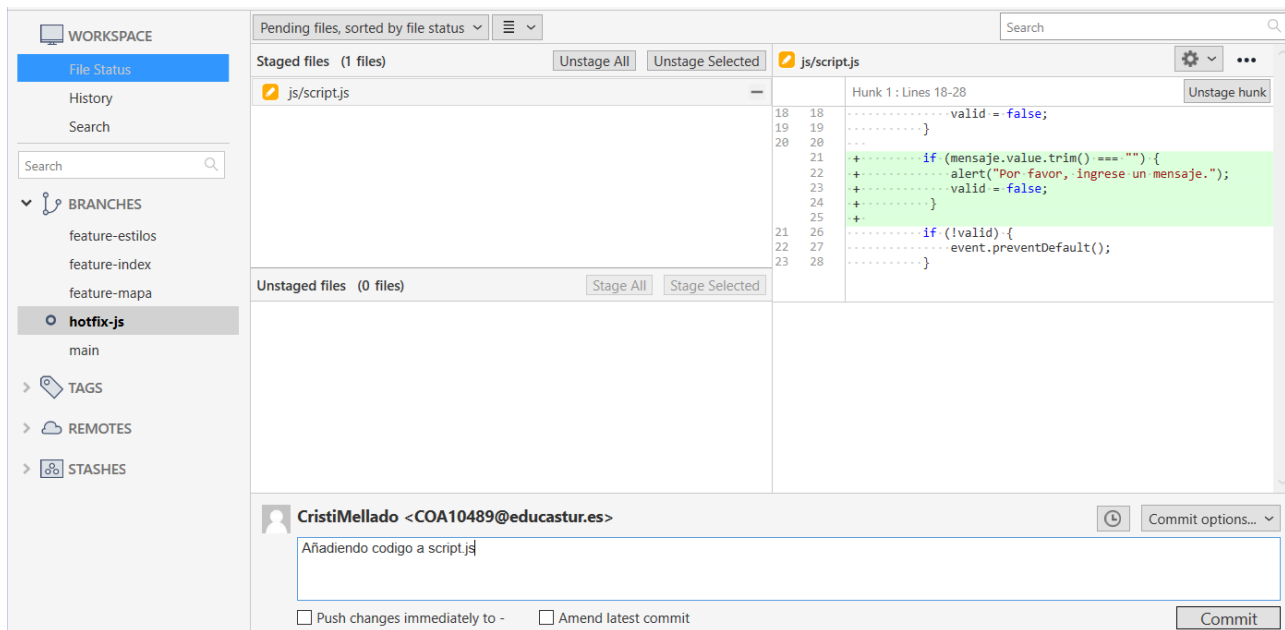 WORKSPACE
File Status
History
Search
Search
BRANCHES
feature-estilos
feature-index
feature-mapa
hotfix-js
main
TAGS
REMOTES
STASHES
Pending files, sorted by file status
Search
Staged files (1 files) Unstage All Unstage Selected
js/script.js
Unstaged files (0 files) Stage All Stage Selected
js/script.js
Hunk 1 : Lines 18-28 Unstage hunk
18 18 valid = false;
19 19 }
20 20
21 + if (mensaje.value.trim() === "") {
22 + alert("Por favor, ingrese un mensaje.");
23 + valid = false;
24 + }
25 +
21 26 if (!valid) {
22 27 event.preventDefault();
23 28 }
CristiMellado <COA10489@educastur.es> Commit options...
Añadiendo codigo a script.js
Push changes immediately to - Amend latest commit Commit